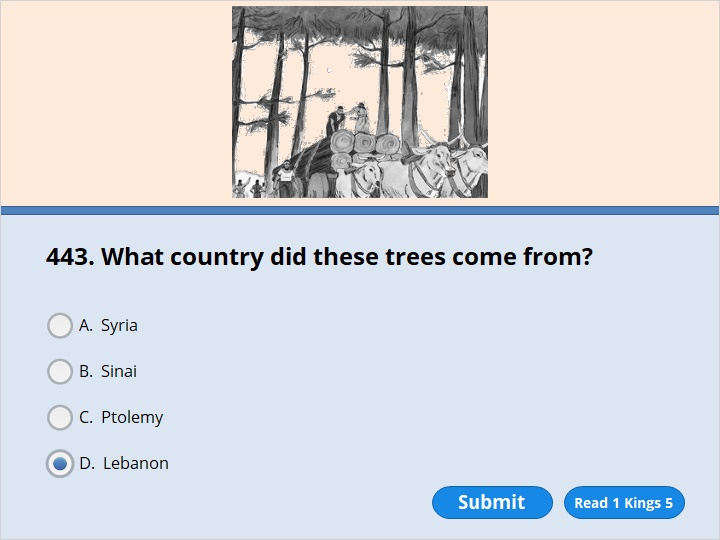 443. What country did these trees come from?
A. Syria
B. Sinai
C. Ptolemy
D. Lebanon
Submit
Read 1 Kings 5